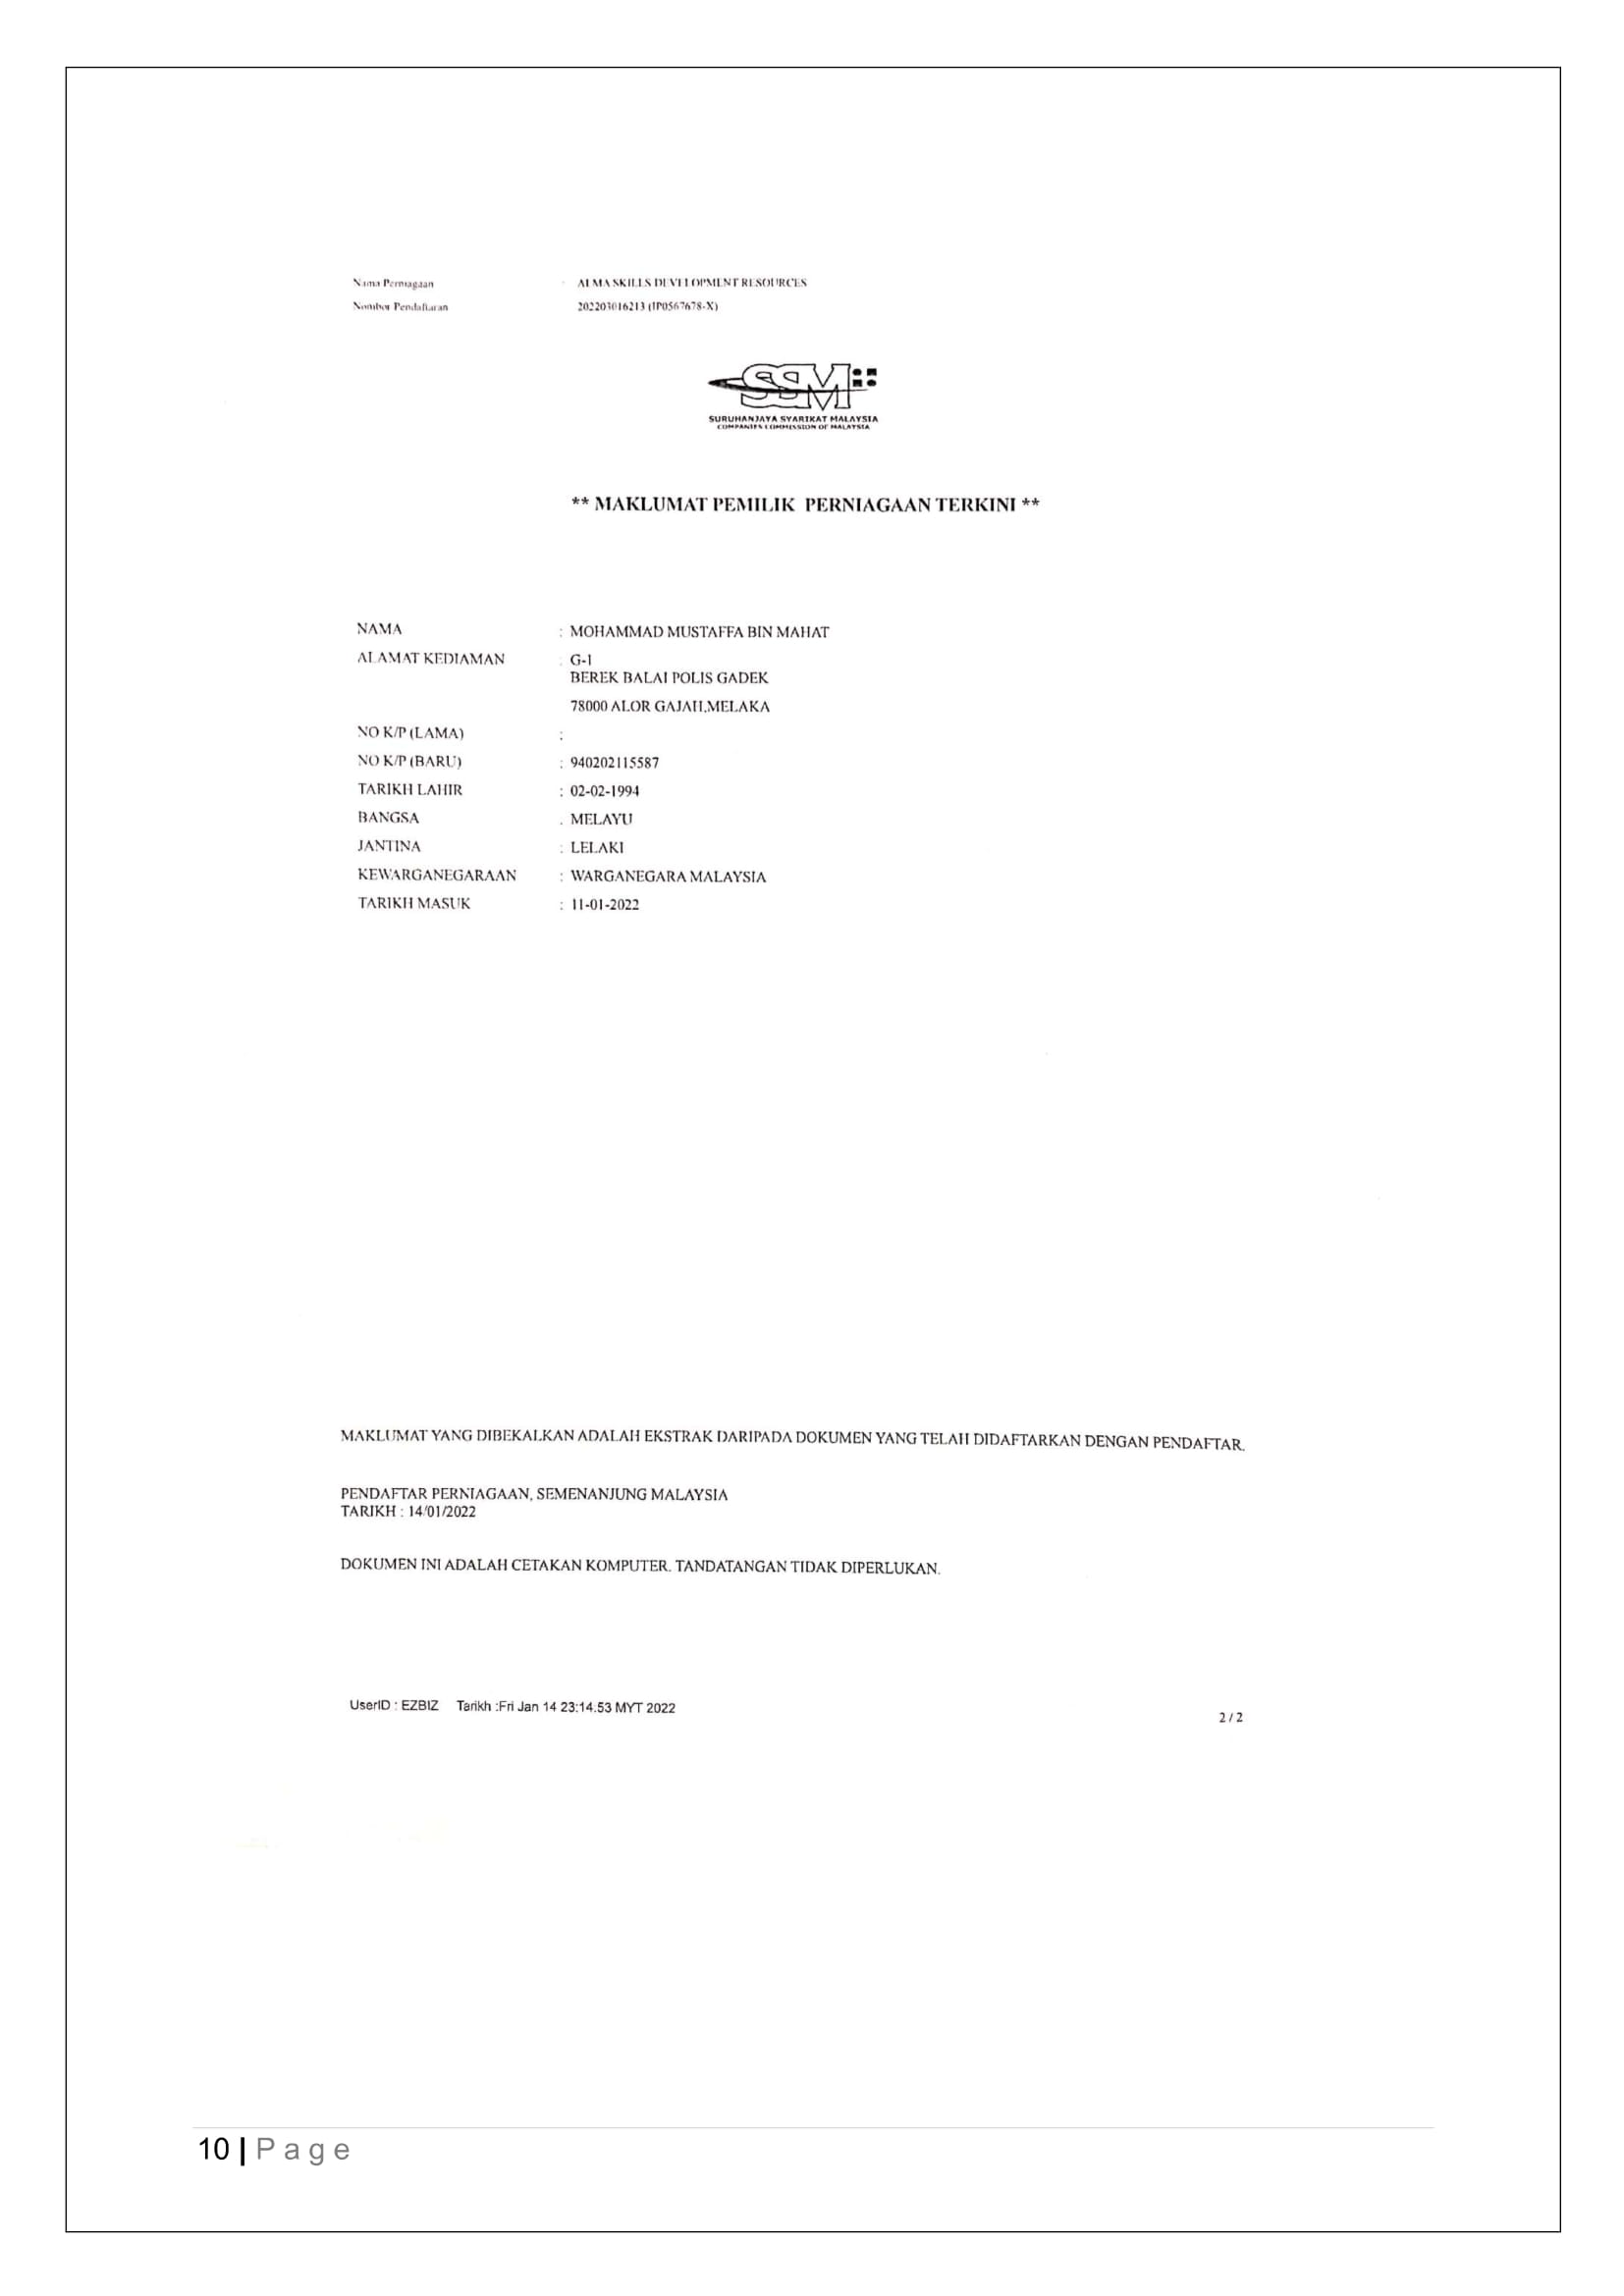 Nama Perniagaan : ALMA SKILLS DEVELOPMENT RESOURCES
Nombor Pendaftaran 202203016213 (IP0567678-X)
SSM
SURUHANJAYA SYARIKAT MALAYSIA
COMPANIES COMMISSION OF MALAYSIA
** MAKLUMAT PEMILIK PERNIAGAAN TERKINI **
NAMA : MOHAMMAD MUSTAFFA BIN MAHAT
ALAMAT KEDIAMAN : G-1
BEREK BALAI POLIS GADEK
78000 ALOR GAJAH,MELAKA
NO K/P (LAMA) :
NO K/P (BARU) : 940202115587
TARIKH LAHIR : 02-02-1994
BANGSA : MELAYU
JANTINA : LELAKI
KEWARGANEGARAAN : WARGANEGARA MALAYSIA
TARIKH MASUK : 11-01-2022
MAKLUMAT YANG DIBEKALKAN ADALAH EKSTRAK DARIPADA DOKUMEN YANG TELAH DIDAFTARKAN DENGAN PENDAFTAR.
PENDAFTAR PERNIAGAAN, SEMENANJUNG MALAYSIA
TARIKH : 14/01/2022
DOKUMEN INI ADALAH CETAKAN KOMPUTER. TANDATANGAN TIDAK DIPERLUKAN.
UserID : EZBIZ Tarikh :Fri Jan 14 23:14:53 MYT 2022
2 / 2
10 | Page